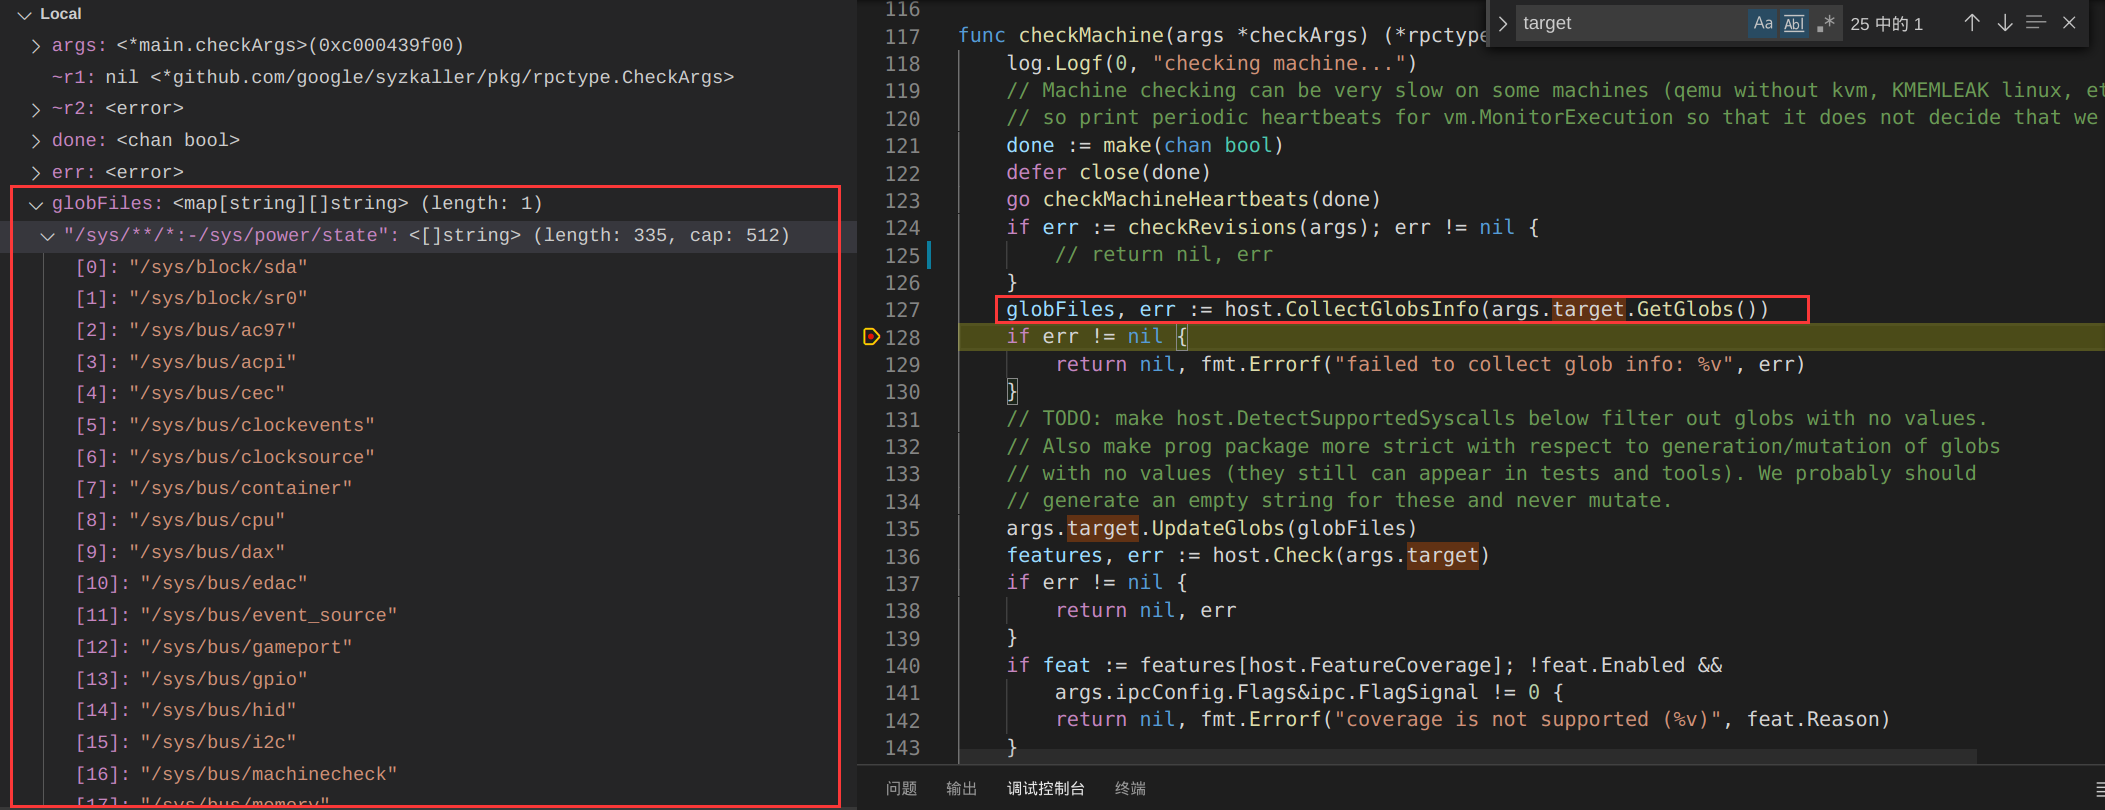 Local
args: <*main.checkArgs>(0xc000439f00)
~r1: nil <*github.com/google/syzkaller/pkg/rpctype.CheckArgs>
~r2: <error>
done: <chan bool>
err: <error>
globFiles: <map[string][]string> (length: 1)
"/sys/**/*:-/sys/power/state": <[]string> (length: 335, cap: 512)
[0]: "/sys/block/sda"
[1]: "/sys/block/sr0"
[2]: "/sys/bus/ac97"
[3]: "/sys/bus/acpi"
[4]: "/sys/bus/cec"
[5]: "/sys/bus/clockevents"
[6]: "/sys/bus/clocksource"
[7]: "/sys/bus/container"
[8]: "/sys/bus/cpu"
[9]: "/sys/bus/dax"
[10]: "/sys/bus/edac"
[11]: "/sys/bus/event_source"
[12]: "/sys/bus/gameport"
[13]: "/sys/bus/gpio"
[14]: "/sys/bus/hid"
[15]: "/sys/bus/i2c"
[16]: "/sys/bus/machinecheck"
[17]: "/sys/bus/memory"
target
Aa Abl .*
25 中的 1
116
117 func checkMachine(args *checkArgs) (*rpctype
118 log.Logf(0, "checking machine...")
119 // Machine checking can be very slow on some machines (qemu without kvm, KMEMLEAK linux, et
120 // so print periodic heartbeats for vm.MonitorExecution so that it does not decide that we
121 done := make(chan bool)
122 defer close(done)
123 go checkMachineHeartbeats(done)
124 if err := checkRevisions(args); err != nil {
125 // return nil, err
126 }
127 globFiles, err := host.CollectGlobsInfo(args.target.GetGlobs())
128 if err != nil {
129 return nil, fmt.Errorf("failed to collect glob info: %v", err)
130 }
131 // TODO: make host.DetectSupportedSyscalls below filter out globs with no values.
132 // Also make prog package more strict with respect to generation/mutation of globs
133 // with no values (they still can appear in tests and tools). We probably should
134 // generate an empty string for these and never mutate.
135 args.target.UpdateGlobs(globFiles)
136 features, err := host.Check(args.target)
137 if err != nil {
138 return nil, err
139 }
140 if feat := features[host.FeatureCoverage]; !feat.Enabled &&
141 args.ipcConfig.Flags&ipc.FlagSignal != 0 {
142 return nil, fmt.Errorf("coverage is not supported (%v)", feat.Reason)
143 }
问题 输出 调试控制台 终端